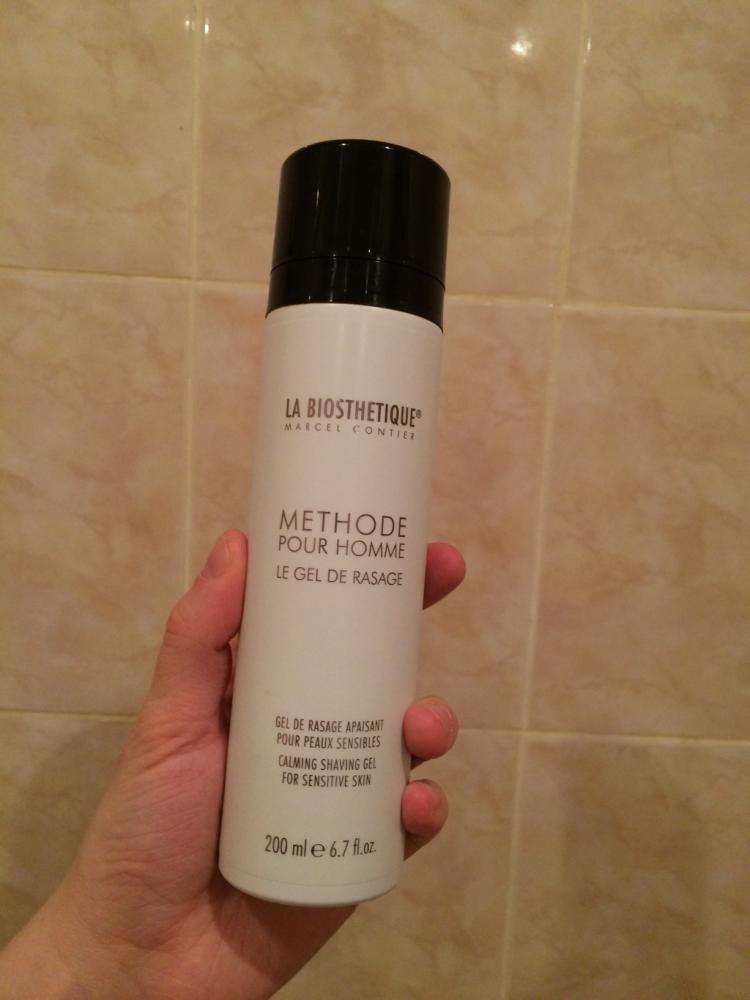 LA BIOSTHETIQUE®
MARCEL CONTIER
METHODE
POUR HOMME
LE GEL DE RASAGE
GEL DE RASAGE APAISANT
POUR PEAUX SENSIBLES
CALMING SHAVING GEL
FOR SENSITIVE SKIN
200 ml e 6.7 fl.oz.